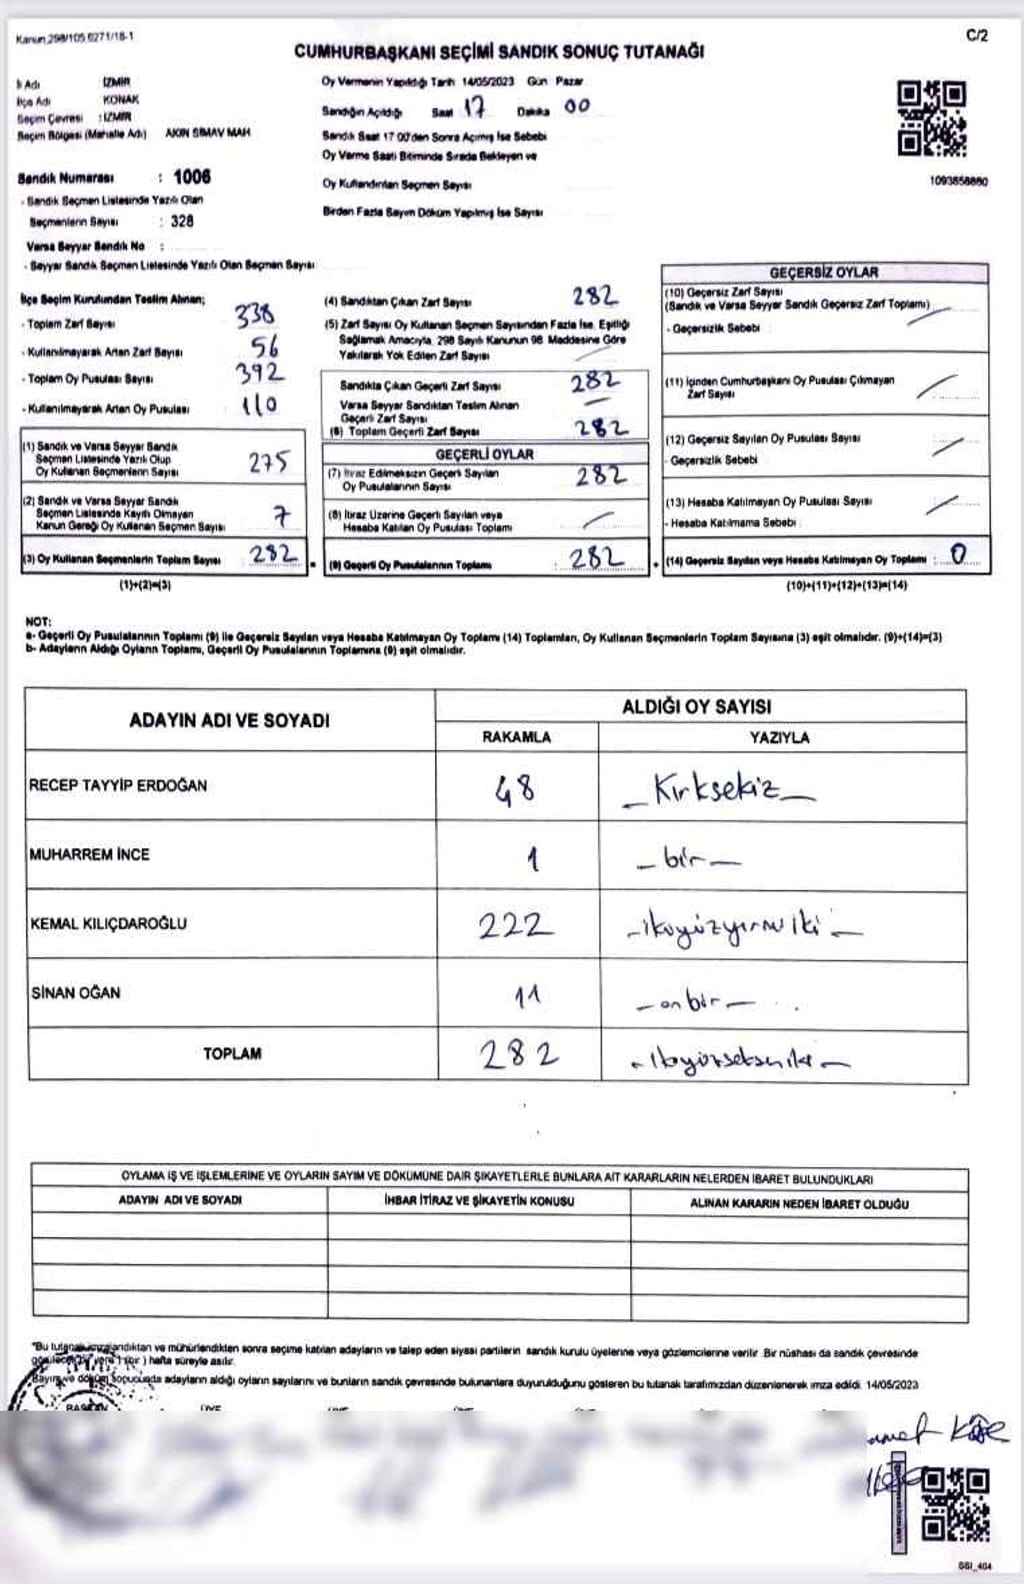 Kanun 298/105 6271/18-1
C/2
CUMHURBAŞKANI SEÇİMİ SANDIK SONUÇ TUTANAĞI
İl Adı : İZMİR
İlçe Adı : KONAK
Seçim Çevresi : İZMİR
Seçim Bölgesi (Mahalle Adı) AKIN SİMAV MAH
Sandık Numarası : 1006
- Sandık Seçmen Listesinde Yazılı Olan
Seçmenlerin Sayısı : 328
Varsa Seyyar Sandık No :
- Seyyar Sandık Seçmen Listesinde Yazılı Olan Seçmen Sayısı
Oy Vermenin Yapıldığı Tarih 14/05/2023 Gün Pazar
Sandığın Açıldığı Saat 17 Dakika 00
Sandık Saat 17 00'den Sonra Açılmış İse Sebebi
Oy Verme Saati Bitiminde Sırada Bekleyen ve
Oy Kullandırılan Seçmen Sayısı
Birden Fazla Sayım Döküm Yapılmış İse Sayısı
1093858860
İlçe Seçim Kurulundan Teslim Alınan;
- Toplam Zarf Sayısı 338
- Kullanılmayarak Artan Zarf Sayısı 56
- Toplam Oy Pusulası Sayısı 392
- Kullanılmayarak Artan Oy Pusulası 110
(1) Sandık ve Varsa Seyyar Sandık
Seçmen Listesinde Yazılı Olup
Oy Kullanan Seçmenlerin Sayısı 275
(2) Sandık ve Varsa Seyyar Sandık
Seçmen Listesinde Kayıtlı Olmayan
Kanun Gereği Oy Kullanan Seçmen Sayısı 7
(3) Oy Kullanan Seçmenlerin Toplam Sayısı 282
(1)+(2)=(3)
(4) Sandıktan Çıkan Zarf Sayısı 282
(5) Zarf Sayısı Oy Kullanan Seçmen Sayısından Fazla İse, Eşitliği
Sağlamak Amacıyla, 298 Sayılı Kanunun 98. Maddesine Göre
Yakılarak Yok Edilen Zarf Sayısı
Sandıkta Çıkan Geçerli Zarf Sayısı 282
Varsa Seyyar Sandıktan Teslim Alınan
Geçerli Zarf Sayısı
(6) Toplam Geçerli Zarf Sayısı 282
GEÇERLİ OYLAR
(7) İtiraz Edilmeksizin Geçerli Sayılan
Oy Pusulalarının Sayısı 282
(8) İtiraz Üzerine Geçerli Sayılan veya
Hesaba Katılan Oy Pusulası Toplamı
(9) Geçerli Oy Pusulalarının Toplamı 282
GEÇERSİZ OYLAR
(10) Geçersiz Zarf Sayısı
(Sandık ve Varsa Seyyar Sandık Geçersiz Zarf Toplamı)
- Geçersizlik Sebebi
(11) İçinden Cumhurbaşkanı Oy Pusulası Çıkmayan
Zarf Sayısı
(12) Geçersiz Sayılan Oy Pusulası Sayısı
- Geçersizlik Sebebi
(13) Hesaba Katılmayan Oy Pusulası Sayısı
- Hesaba Katılmama Sebebi
(14) Geçersiz Sayılan veya Hesaba Katılmayan Oy Toplamı : 0
(10)+(11)+(12)+(13)=(14)
NOT:
a- Geçerli Oy Pusulalarının Toplamı (9) ile Geçersiz Sayılan veya Hesaba Katılmayan Oy Toplamı (14) Toplamları, Oy Kullanan Seçmenlerin Toplam Sayısına (3) eşit olmalıdır. (9)+(14)=(3)
b- Adayların Aldığı Oyların Toplamı, Geçerli Oy Pusulalarının Toplamına (9) eşit olmalıdır.
ADAYIN ADI VE SOYADI ALDIĞI OY SAYISI
RAKAMLA YAZIYLA
RECEP TAYYİP ERDOĞAN 48 Kırksekiz
MUHARREM İNCE 1 bir
KEMAL KILIÇDAROĞLU 222 ikiyüzyirmiiki
SİNAN OĞAN 11 onbir
TOPLAM 282 ikiyüzsekseniki
OYLAMA İŞ VE İŞLEMLERİNE VE OYLARIN SAYIM VE DÖKÜMÜNE DAİR ŞİKAYETLERLE BUNLARA AİT KARARLARIN NELERDEN İBARET BULUNDUKLARI
ADAYIN ADI VE SOYADI İHBAR İTİRAZ VE ŞİKAYETİN KONUSU ALINAN KARARIN NEDEN İBARET OLDUĞU
"Bu tutanak imzalandıktan ve mühürlendikten sonra seçime katılan adayların ve talep eden siyasi partilerin sandık kurulu üyelerine veya gözlemcilerine verilir. Bir nüshası da sandık çevresinde
görülecek bir yere 1 (bir) hafta süreyle asılır.
Sayım ve döküm sonucunda adayların aldığı oyların sayılarını ve bunların sandık çevresinde bulunanlara duyurulduğunu gösteren bu tutanak tarafımızdan düzenlenerek imza edildi. 14/05/2023
BAŞKAN ÜYE
SSI_404